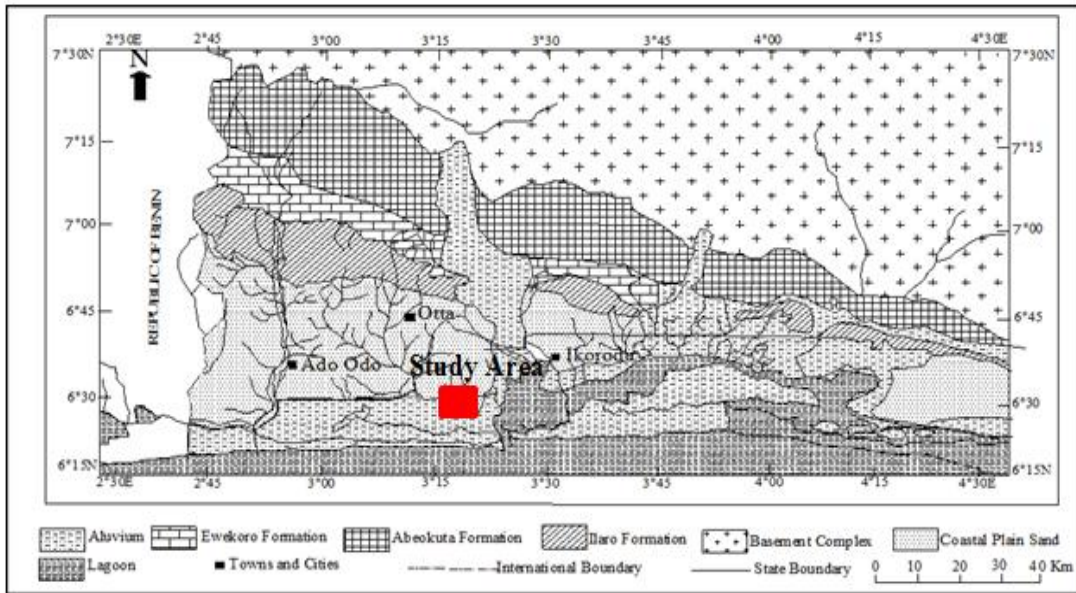 2°30E 2°45 3°00 3°15 3°30 3°45 4°00 4°15 4°30E
7°30N 7°30N
N
7°15 7°15
7°00 7°00
REPUBLIC OF BENIN
6°45 6°45
Otta
Ikorodu
Study Area
Ado Odo
6°30 6°30
6°15N 6°15N
2°30E 2°45 3°00 3°15 3°30 3°45 4°00 4°15 4°30E
Aluvium Ewekoro Formation Abeokuta Formation Ilaro Formation Basement Complex Coastal Plain Sand
Lagoon Towns and Cities International Boundary State Boundary 0 10 20 40 Km